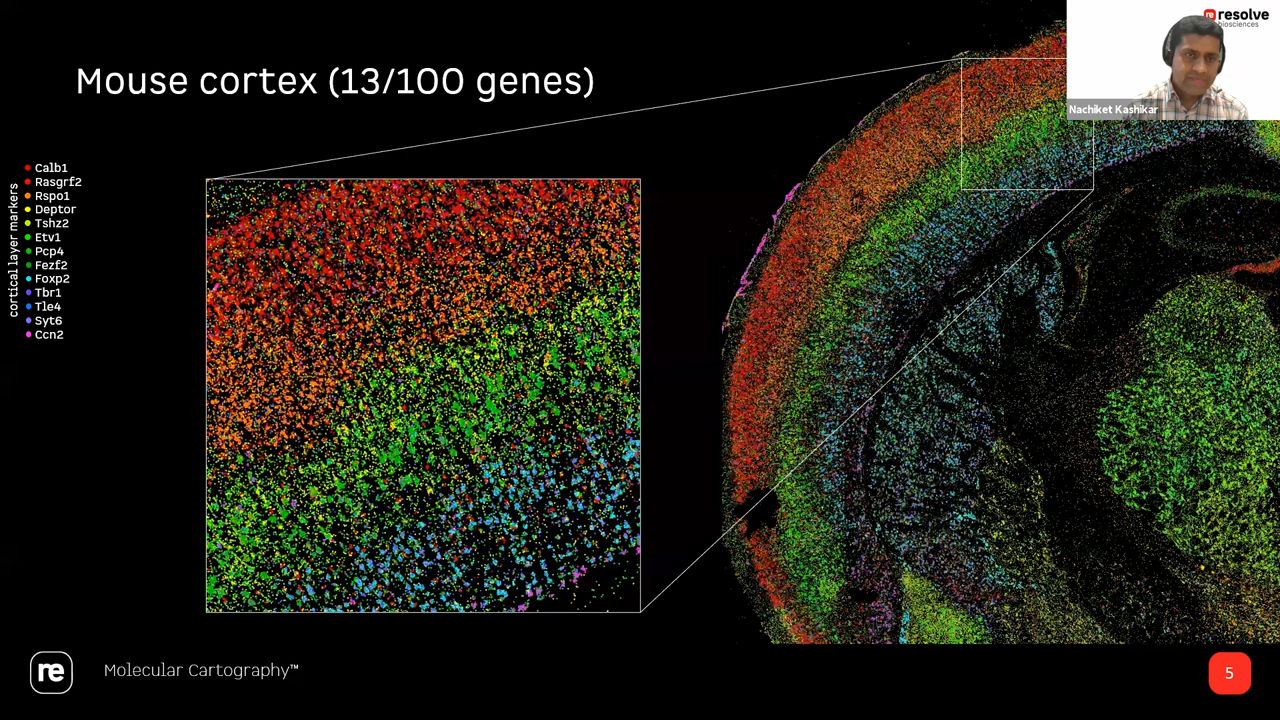 re resolve
biosciences
Mouse cortex (13/100 genes)
Nachiket Kashikar
cortical layer markers
Calb1
Rasgrf2
Rspo1
Deptor
Tshz2
Etv1
Pcp4
Fezf2
Foxp2
Tbr1
Tle4
Syt6
Ccn2
re
Molecular Cartography™
5